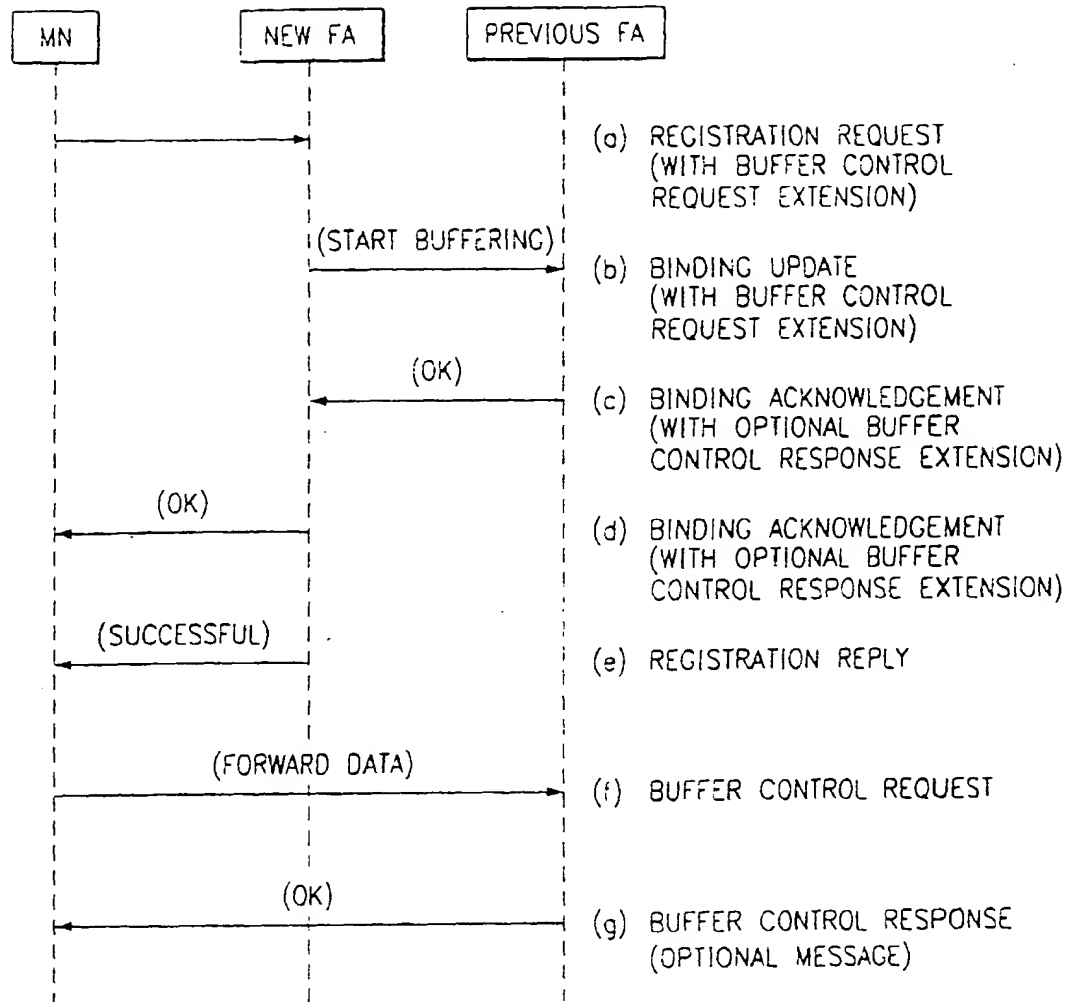 MN
NEW FA
PREVIOUS FA
(a) REGISTRATION REQUEST
(WITH BUFFER CONTROL
REQUEST EXTENSION)
(START BUFFERING)
(b) BINDING UPDATE
(WITH BUFFER CONTROL
REQUEST EXTENSION)
(OK)
(c) BINDING ACKNOWLEDGEMENT
(WITH OPTIONAL BUFFER
CONTROL RESPONSE EXTENSION)
(OK)
(d) BINDING ACKNOWLEDGEMENT
(WITH OPTIONAL BUFFER
CONTROL RESPONSE EXTENSION)
(SUCCESSFUL)
(e) REGISTRATION REPLY
(FORWARD DATA)
(f) BUFFER CONTROL REQUEST
(OK)
(g) BUFFER CONTROL RESPONSE
(OPTIONAL MESSAGE)